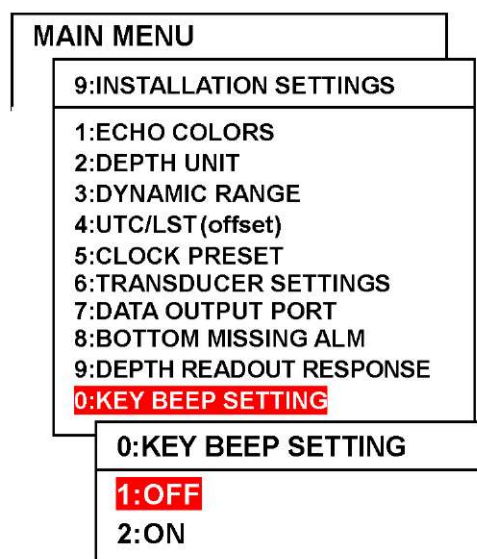 MAIN MENU
9:INSTALLATION SETTINGS
1:ECHO COLORS
2:DEPTH UNIT
3:DYNAMIC RANGE
4:UTC/LST(offset)
5:CLOCK PRESET
6:TRANSDUCER SETTINGS
7:DATA OUTPUT PORT
8:BOTTOM MISSING ALM
9:DEPTH READOUT RESPONSE
0:KEY BEEP SETTING
0:KEY BEEP SETTING
1:OFF
2:ON